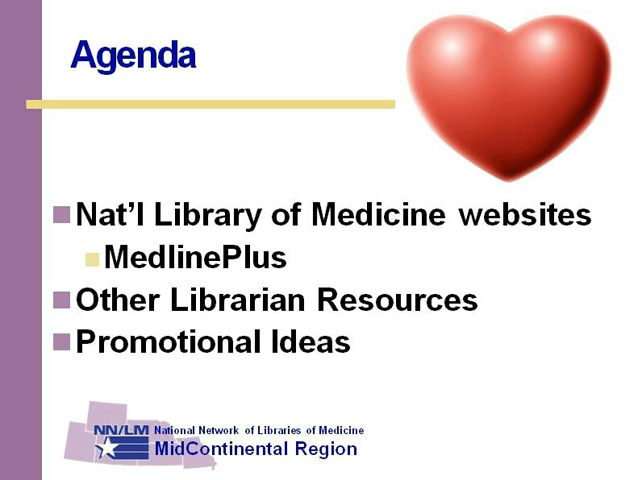 Agenda
Nat'l Library of Medicine websites
MedlinePlus
Other Librarian Resources
Promotional Ideas
NN/LM National Network of Libraries of Medicine
MidContinental Region